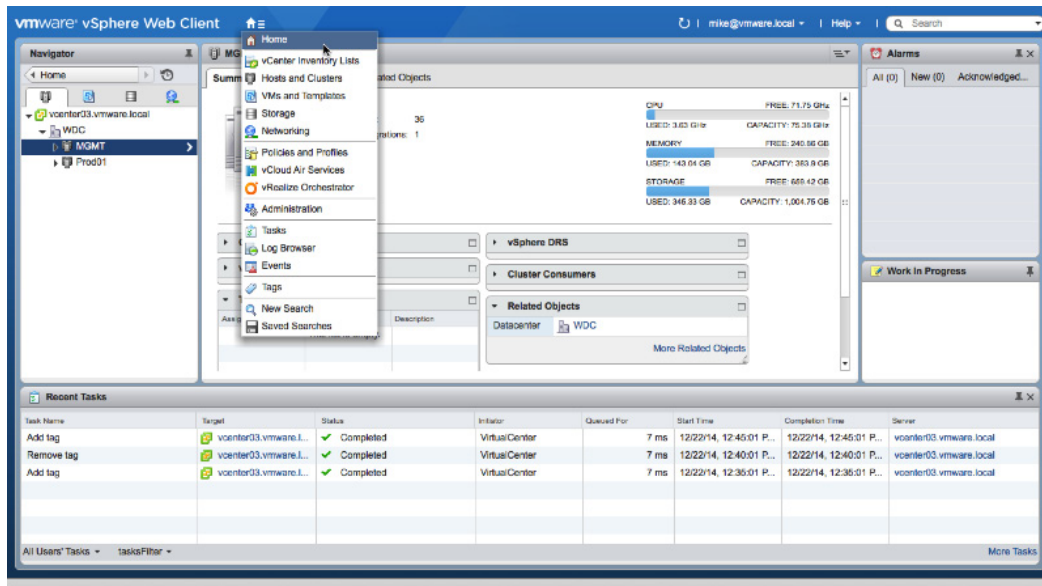 vmware® vSphere Web Client
mike@vmware.local
Help
Search
Navigator
Home
vcenter03.vmware.local
WDC
MGMT
Prod01
Home
vCenter Inventory Lists
Hosts and Clusters
VMs and Templates
Storage
Networking
Policies and Profiles
vCloud Air Services
vRealize Orchestrator
Administration
Tasks
Log Browser
Events
Tags
New Search
Saved Searches
MG
Summ
ated Objects
36
grations: 1
CPU FREE: 71.75 GHz
USED: 3.63 GHz CAPACITY: 75.38 GHz
MEMORY FREE: 240.86 GB
USED: 143.04 GB CAPACITY: 383.9 GB
STORAGE FREE: 658.42 GB
USED: 346.33 GB CAPACITY: 1,004.75 GB
vSphere DRS
Cluster Consumers
Related Objects
Datacenter WDC
More Related Objects
Description
Alarms
All (0) New (0) Acknowledged...
Work In Progress
Recent Tasks
Task Name Target Status Initiator Queued For Start Time Completion Time Server
Add tag vcenter03.vmware.l... Completed VirtualCenter 7 ms 12/22/14, 12:45:01 P... 12/22/14, 12:45:01 P... vcenter03.vmware.local
Remove tag vcenter03.vmware.l... Completed VirtualCenter 7 ms 12/22/14, 12:40:01 P... 12/22/14, 12:40:01 P... vcenter03.vmware.local
Add tag vcenter03.vmware.l... Completed VirtualCenter 7 ms 12/22/14, 12:35:01 P... 12/22/14, 12:35:01 P... vcenter03.vmware.local
All Users' Tasks tasksFilter More Tasks